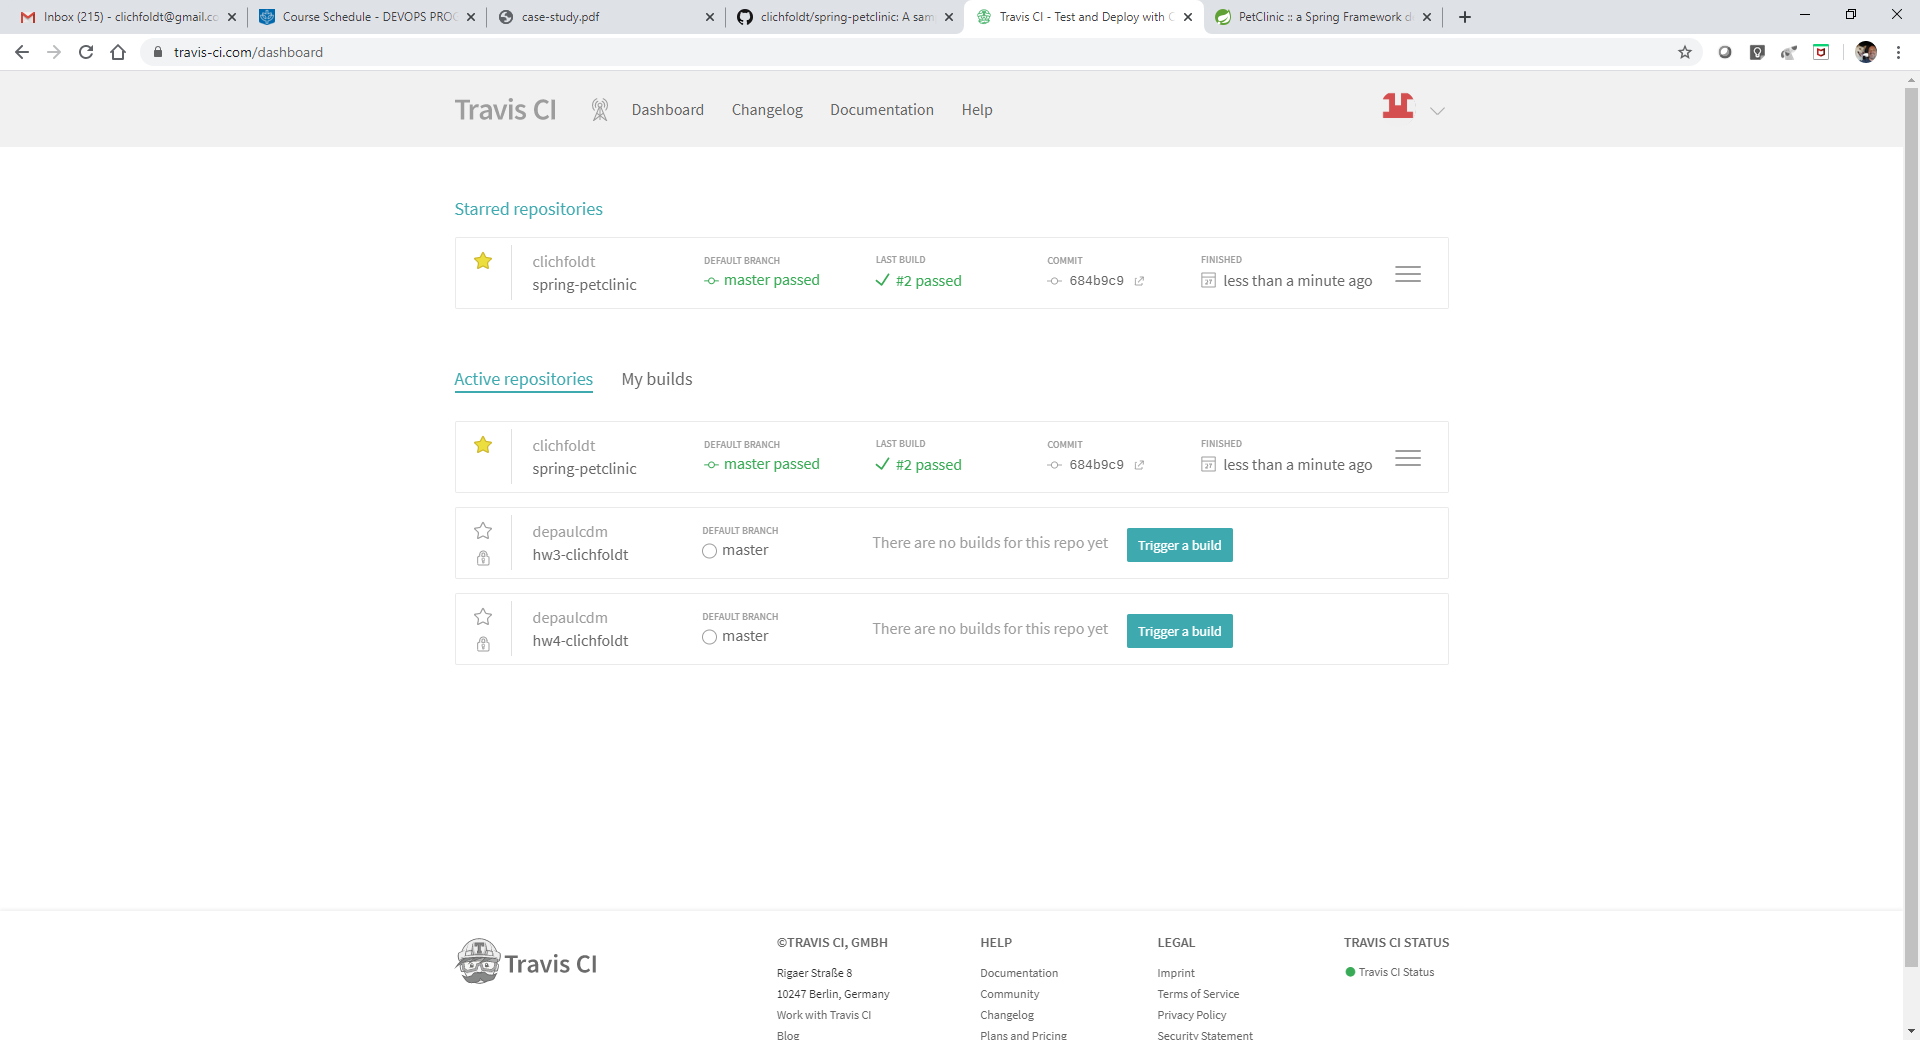 Inbox (215) - clichfoldt@gmail.co
Course Schedule - DEVOPS PROC
case-study.pdf
clichfoldt/spring-petclinic: A sam
Travis CI - Test and Deploy with C
PetClinic :: a Spring Framework d
travis-ci.com/dashboard
Travis CI
Dashboard
Changelog
Documentation
Help
Starred repositories
clichfoldt
spring-petclinic
DEFAULT BRANCH
master passed
LAST BUILD
#2 passed
COMMIT
684b9c9
FINISHED
27
less than a minute ago
Active repositories
My builds
clichfoldt
spring-petclinic
DEFAULT BRANCH
master passed
LAST BUILD
#2 passed
COMMIT
684b9c9
FINISHED
27
less than a minute ago
depaulcdm
hw3-clichfoldt
DEFAULT BRANCH
master
There are no builds for this repo yet
Trigger a build
depaulcdm
hw4-clichfoldt
DEFAULT BRANCH
master
There are no builds for this repo yet
Trigger a build
T
Travis CI
©TRAVIS CI, GMBH
Rigaer Straße 8
10247 Berlin, Germany
Work with Travis CI
Blog
HELP
Documentation
Community
Changelog
Plans and Pricing
LEGAL
Imprint
Terms of Service
Privacy Policy
Security Statement
TRAVIS CI STATUS
Travis CI Status